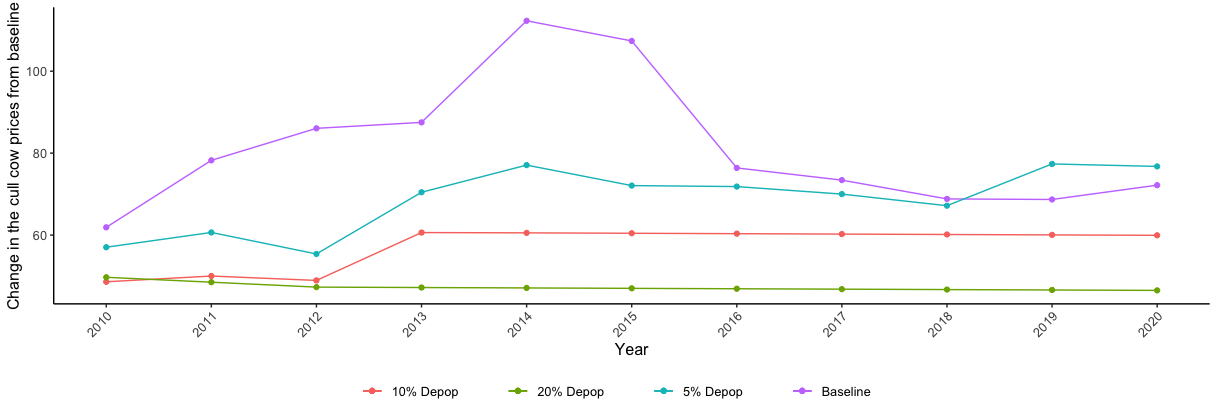 Change in the cull cow prices from baseline
100
80
60
2010 2011 2012 2013 2014 2015 2016 2017 2018 2019 2020
Year
10% Depop 20% Depop 5% Depop Baseline